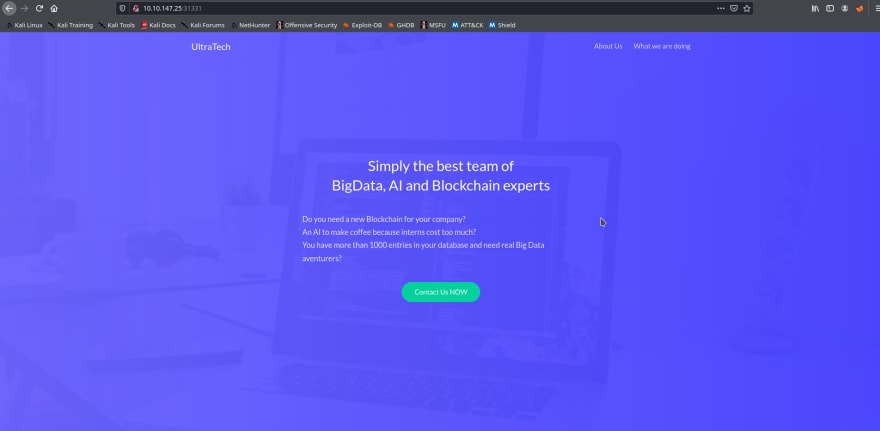 10.10.147.25:31331
Kali Linux Kali Training Kali Tools Kali Docs Kali Forums NetHunter Offensive Security Exploit-DB GHDB MSFU ATT&CK Shield
UltraTech About Us What we are doing
Simply the best team of
BigData, AI and Blockchain experts
Do you need a new Blockchain for your company?
An AI to make coffee because interns cost too much?
You have more than 1000 entries in your database and need real Big Data
aventurers?
Contact Us NOW